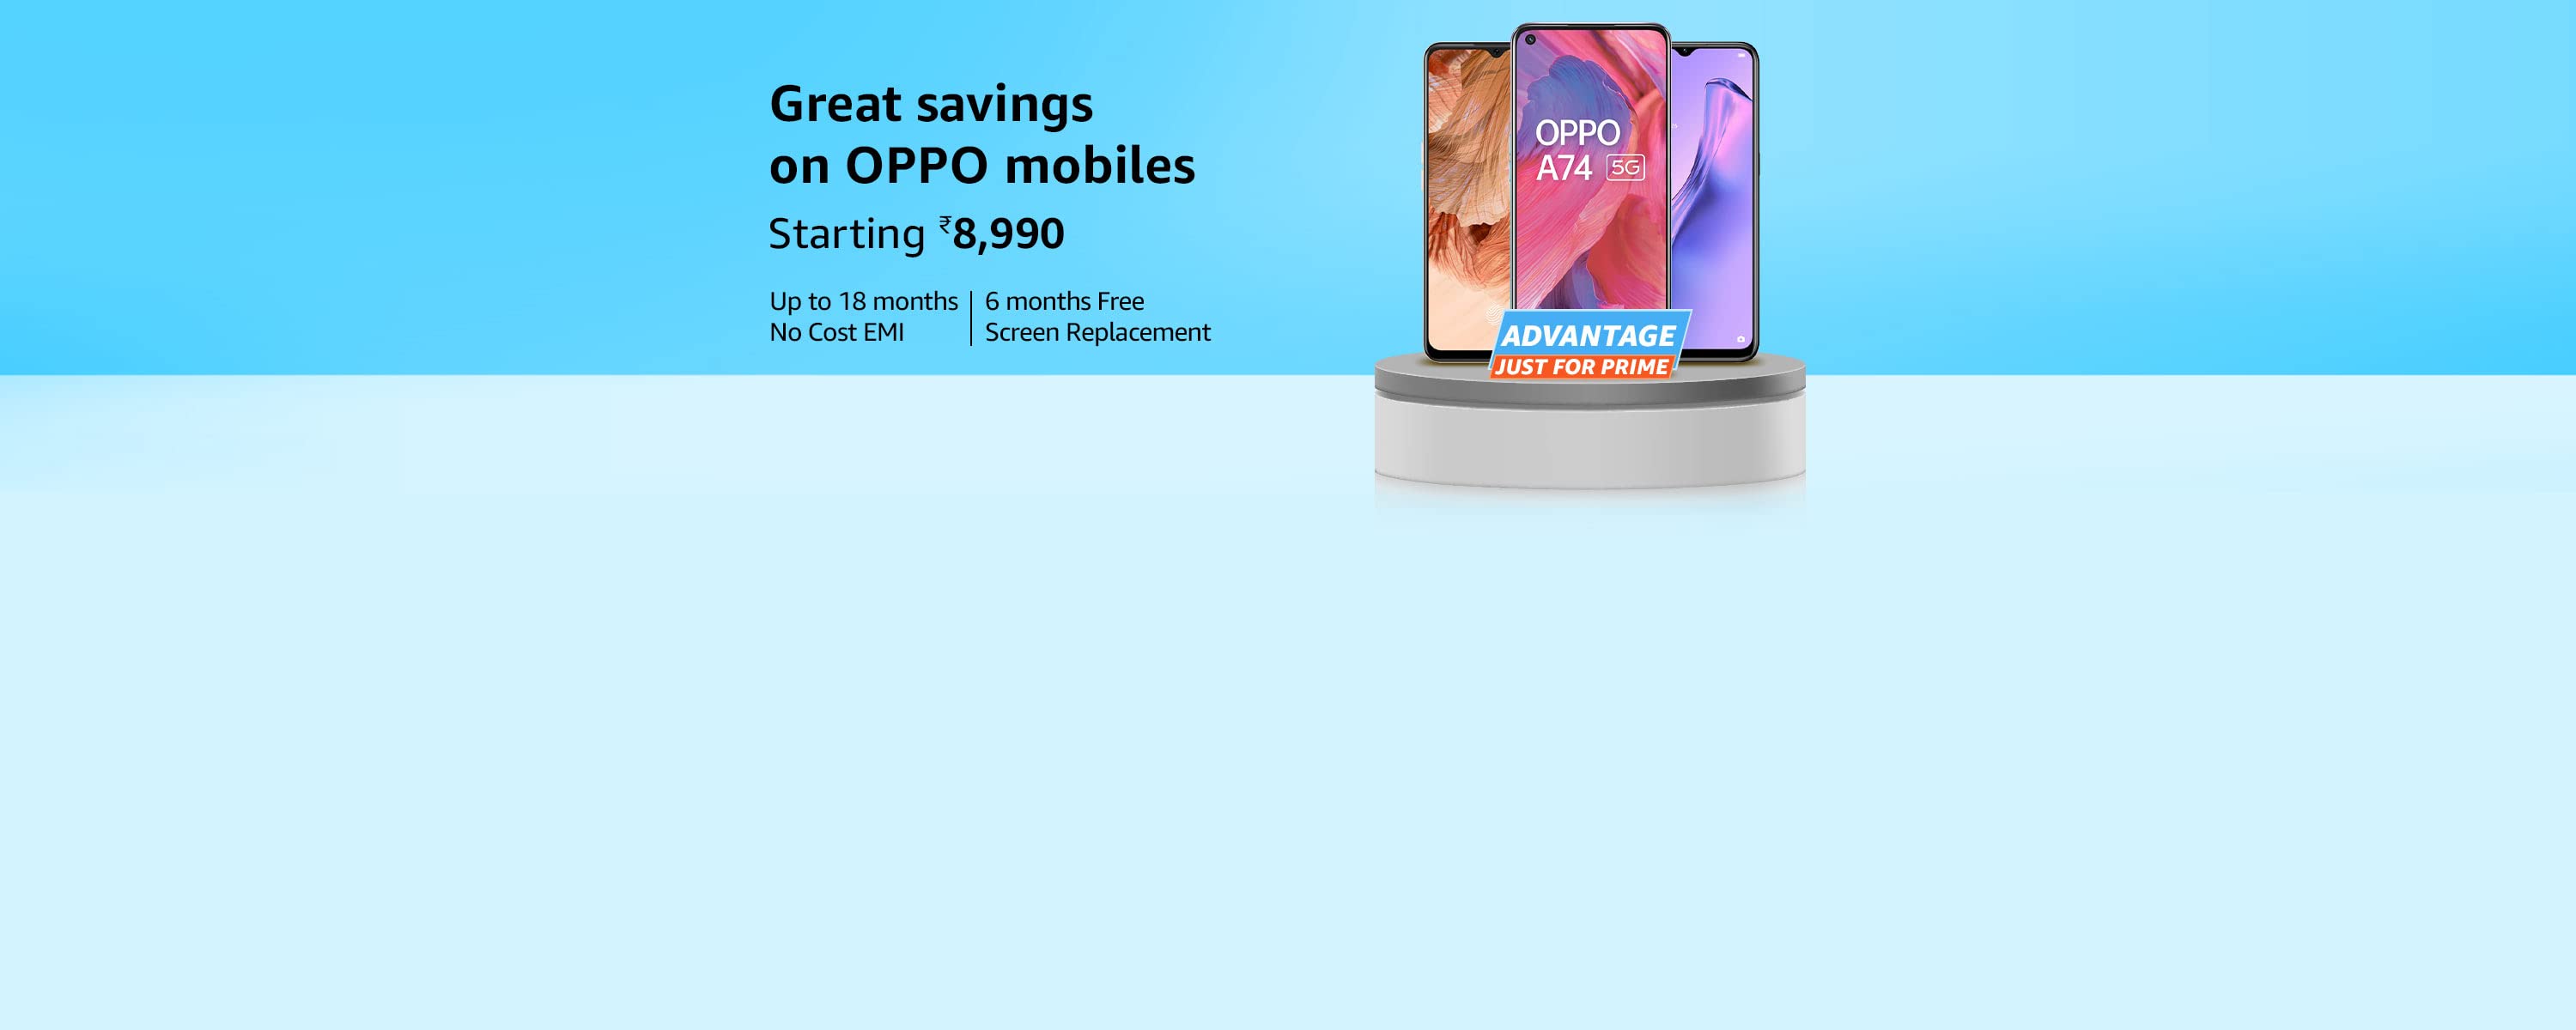 Great savings
on OPPO mobiles
Starting ₹8,990
Up to 18 months
No Cost EMI
6 months Free
Screen Replacement
OPPO
A74 5G
ADVANTAGE
JUST FOR PRIME